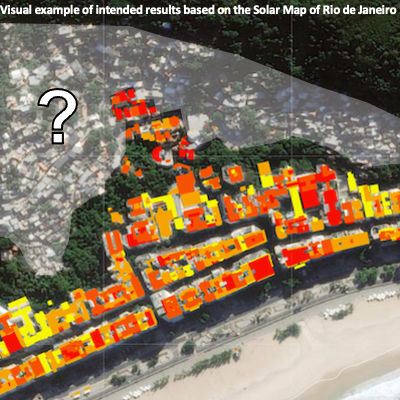 Visual example of intended results based on the Solar Map of Rio de Janeiro
?